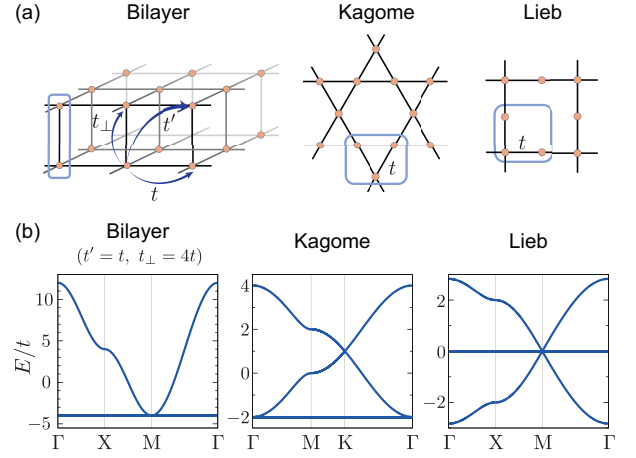 (a)
Bilayer
Kagome
Lieb
t⊥
t′
t
t
t
(b)
Bilayer
(t′ = t, t⊥ = 4t)
Kagome
Lieb
E/t
10
5
0
−5
Γ X M Γ
4
2
0
−2
Γ M K Γ
2
0
−2
Γ X M Γ